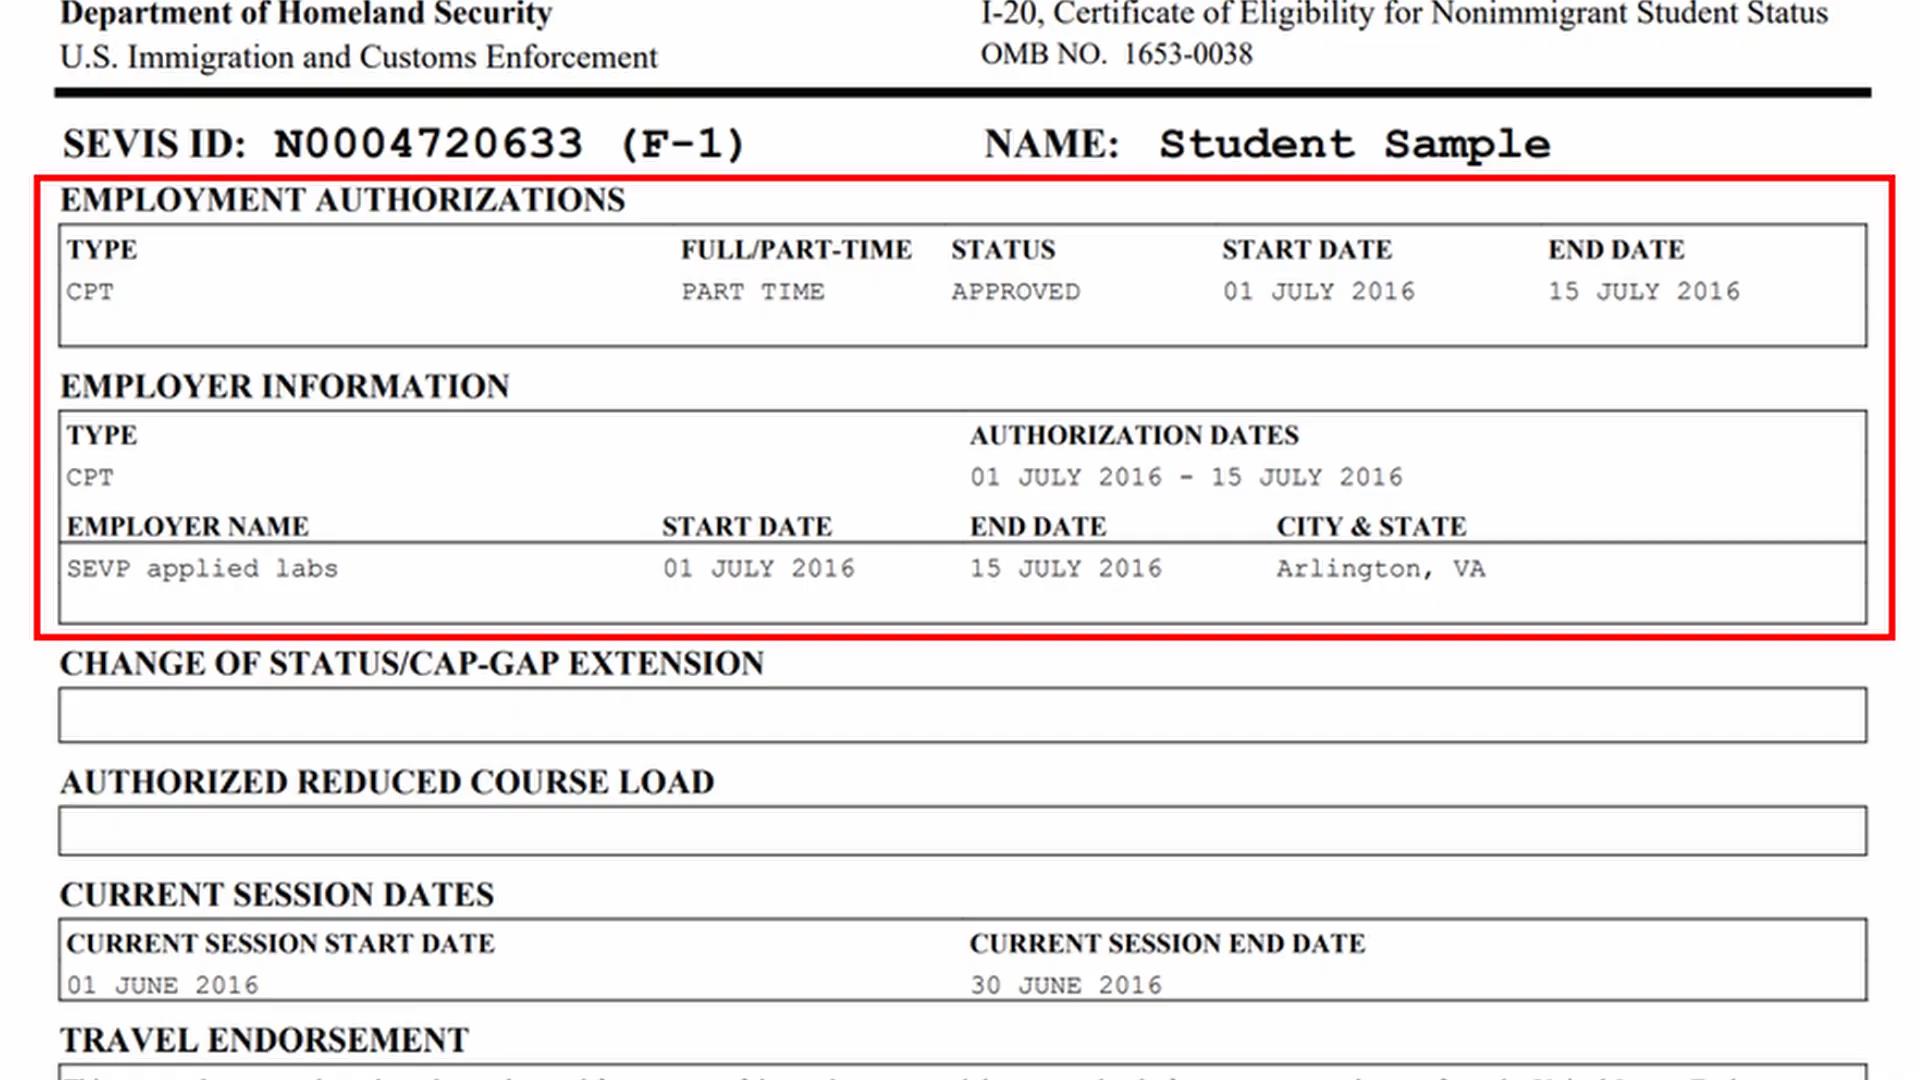 Department of Homeland Security I-20, Certificate of Eligibility for Nonimmigrant Student Status
U.S. Immigration and Customs Enforcement OMB NO. 1653-0038
SEVIS ID: N0004720633 (F-1) NAME: Student Sample
EMPLOYMENT AUTHORIZATIONS
TYPE FULL/PART-TIME STATUS START DATE END DATE
CPT PART TIME APPROVED 01 JULY 2016 15 JULY 2016
EMPLOYER INFORMATION
TYPE AUTHORIZATION DATES
CPT 01 JULY 2016 - 15 JULY 2016
EMPLOYER NAME START DATE END DATE CITY & STATE
SEVP applied labs 01 JULY 2016 15 JULY 2016 Arlington, VA
CHANGE OF STATUS/CAP-GAP EXTENSION
AUTHORIZED REDUCED COURSE LOAD
CURRENT SESSION DATES
CURRENT SESSION START DATE CURRENT SESSION END DATE
01 JUNE 2016 30 JUNE 2016
TRAVEL ENDORSEMENT